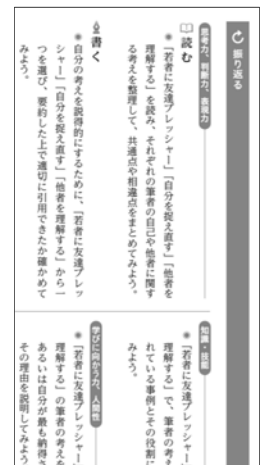 振り返る
思考力、判断力、表現力
読む
●「若者に友達プレッシャー」「自分を捉え直す」「他者を
理解する」を読み、それぞれの筆者の自己や他者に関す
る考えを整理して、共通点や相違点をまとめてみよう。
書く
●自分の考えを説得的にするために、「若者に友達プレッ
シャー」「自分を捉え直す」「他者を理解する」から一
つを選び、要約した上で適切に引用できたか確かめて
みよう。
知識・技能
●「若者に友達プレッシャー」
理解する」で、筆者の考え
れている事例とその役割に
みよう。
学びに向かう力、人間性
●「若者に友達プレッシャー」
理解する」の筆者の考えを
あるいは自分が最も納得さ
その理由を説明してみよう